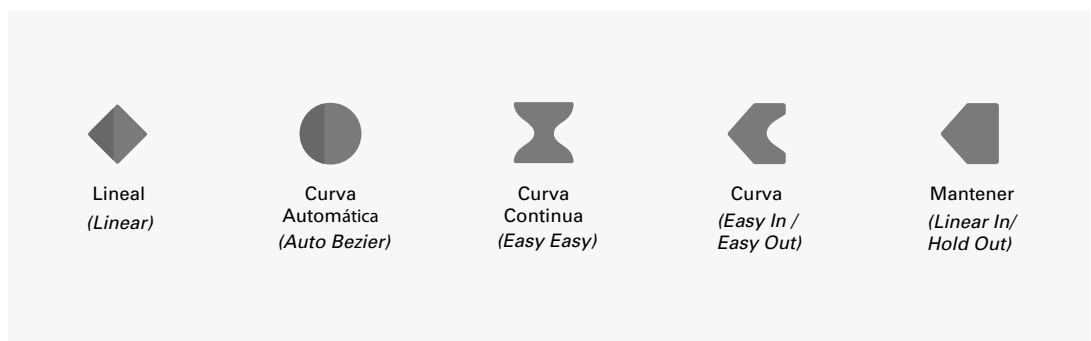 Lineal
(Linear)
Curva
Automática
(Auto Bezier)
Curva
Continua
(Easy Easy)
Curva
(Easy In /
Easy Out)
Mantener
(Linear In/
Hold Out)